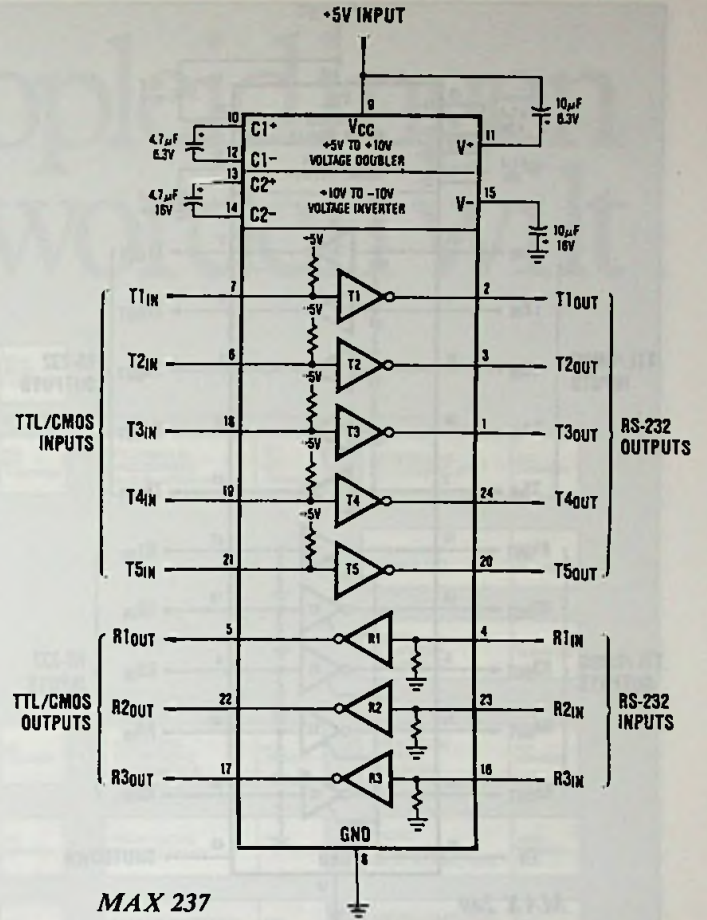 +5V INPUT
9
10 C1+ VCC 11
4.7µF 6.3V
+5V TO +10V VOLTAGE DOUBLER
V+
10µF 6.3V
12 C1-
13 C2+
4.7µF 16V
+10V TO -10V VOLTAGE INVERTER
V- 15
14 C2-
10µF 16V
+5V
T1IN 7 T1 2 T1OUT
+5V
T2IN 6 T2 3 T2OUT
+5V
TTL/CMOS INPUTS
T3IN 18 T3 1 T3OUT
RS-232 OUTPUTS
+5V
T4IN 19 T4 24 T4OUT
+5V
T5IN 21 T5 20 T5OUT
R1OUT 5 R1 4 R1IN
TTL/CMOS OUTPUTS
R2OUT 22 R2 23 R2IN
RS-232 INPUTS
R3OUT 17 R3 16 R3IN
GND
8
MAX 237